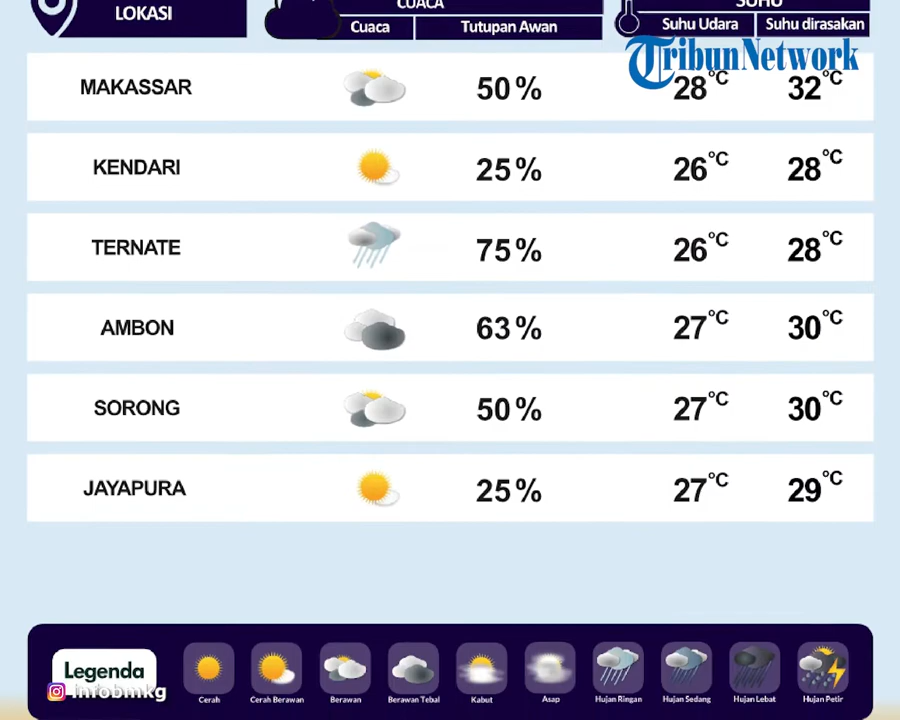 LOKASI
CUACA
Cuaca
Tutupan Awan
SUHU
Suhu Udara
Suhu dirasakan
TribunNetwork
MAKASSAR 50% 28°C 32°C
KENDARI 25% 26°C 28°C
TERNATE 75% 26°C 28°C
AMBON 63% 27°C 30°C
SORONG 50% 27°C 30°C
JAYAPURA 25% 27°C 29°C
Legenda
infobmkg
Cerah
Cerah Berawan
Berawan
Berawan Tebal
Kabut
Asap
Hujan Ringan
Hujan Sedang
Hujan Lebat
Hujan Petir